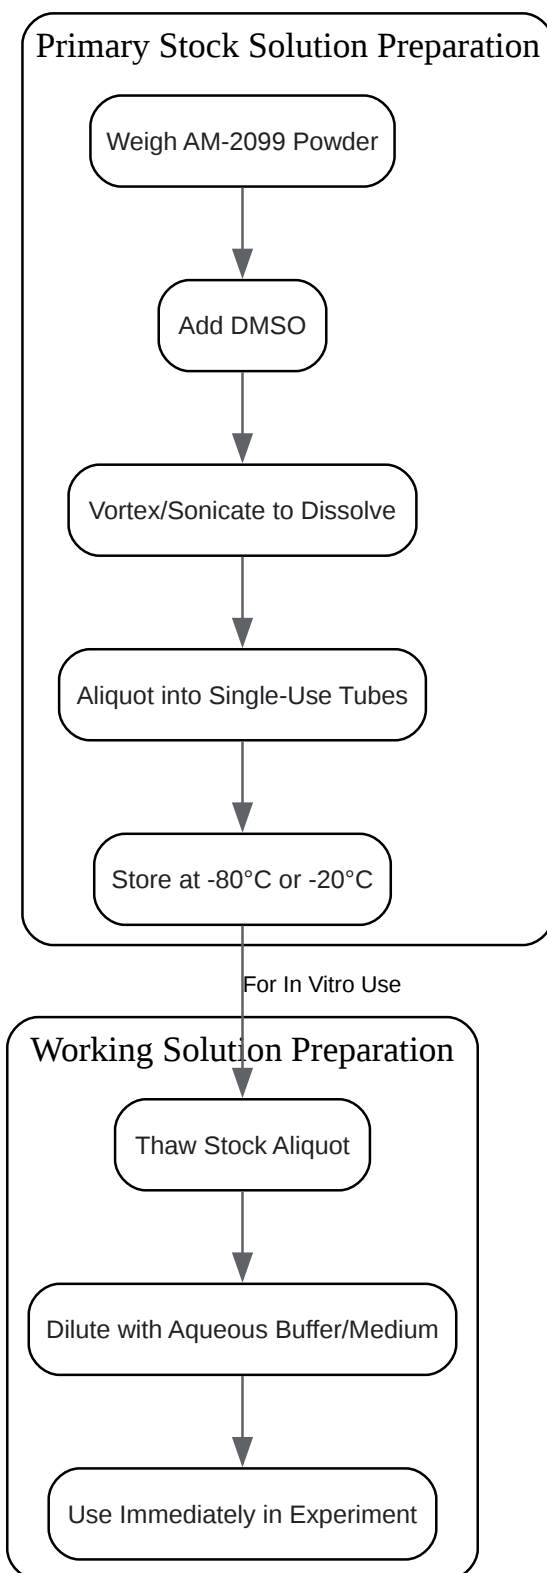 Primary Stock Solution Preparation
Weigh AM-2099 Powder
Add DMSO
Vortex/Sonicate to Dissolve
Aliquot into Single-Use Tubes
Store at -80°C or -20°C
For In Vitro Use
Working Solution Preparation
Thaw Stock Aliquot
Dilute with Aqueous Buffer/Medium
Use Immediately in Experiment